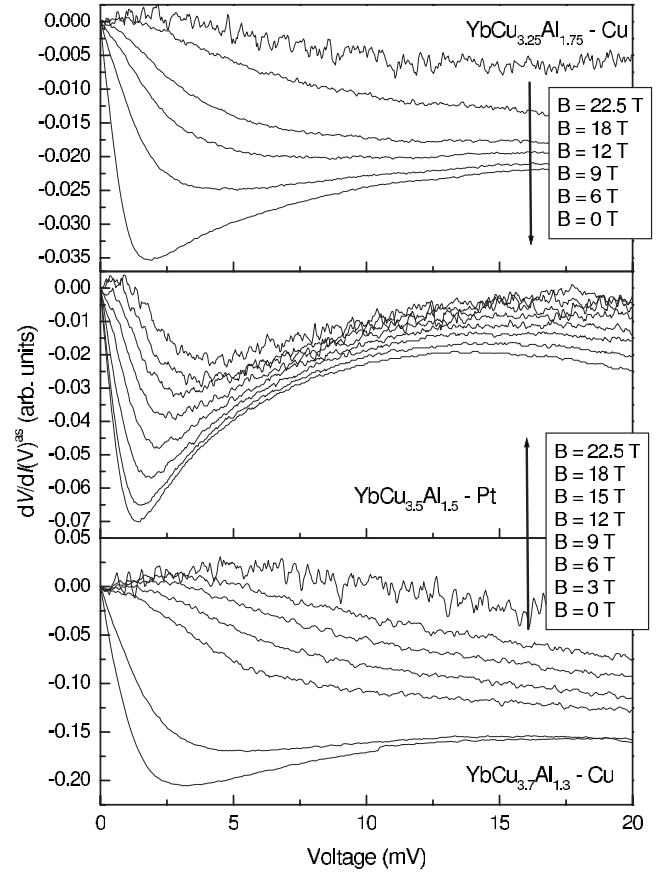 0.000
-0.005
-0.010
-0.015
-0.020
-0.025
-0.030
-0.035
YbCu3.25Al1.75 - Cu
B = 22.5 T
B = 18 T
B = 12 T
B = 9 T
B = 6 T
B = 0 T
dV/dI(V)^as (arb. units)
0.00
-0.01
-0.02
-0.03
-0.04
-0.05
-0.06
-0.07
YbCu3.5Al1.5 - Pt
B = 22.5 T
B = 18 T
B = 15 T
B = 12 T
B = 9 T
B = 6 T
B = 3 T
B = 0 T
0.05
0.00
-0.05
-0.10
-0.15
-0.20
YbCu3.7Al1.3 - Cu
0 5 10 15 20
Voltage (mV)